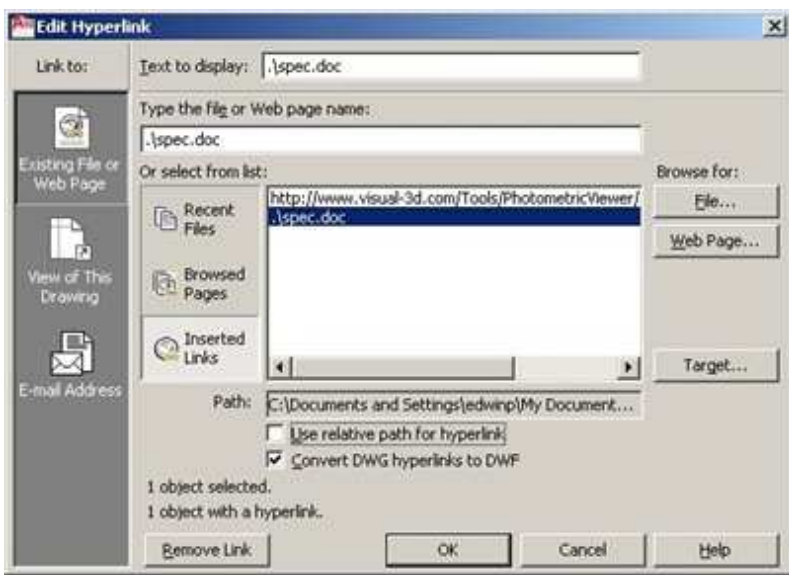 Edit Hyperlink
Link to:
Text to display:
.\spec.doc
Existing File or
Web Page
View of This
Drawing
E-mail Address
Type the file or Web page name:
.\spec.doc
Or select from list:
Recent
Files
Browsed
Pages
Inserted
Links
http://www.visual-3d.com/Tools/PhotometricViewer/
.\spec.doc
Browse for:
File...
Web Page...
Target...
Path:
C:\Documents and Settings\edwinp\My Document...
Use relative path for hyperlink
Convert DWG hyperlinks to DWF
1 object selected.
1 object with a hyperlink.
Remove Link
OK
Cancel
Help